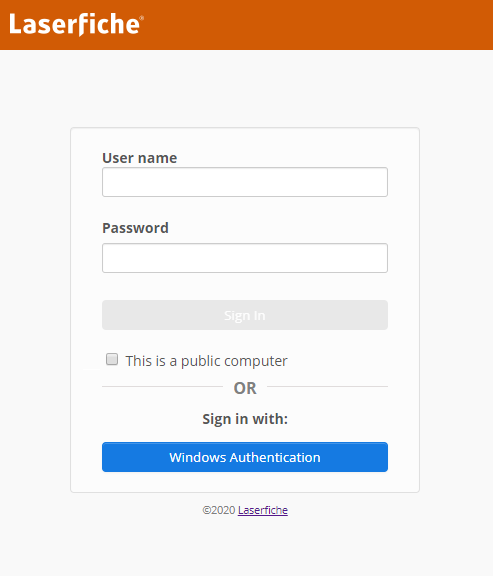 Laserfiche®
User name
Password
Sign In
This is a public computer
OR
Sign in with:
Windows Authentication
©2020 Laserfiche